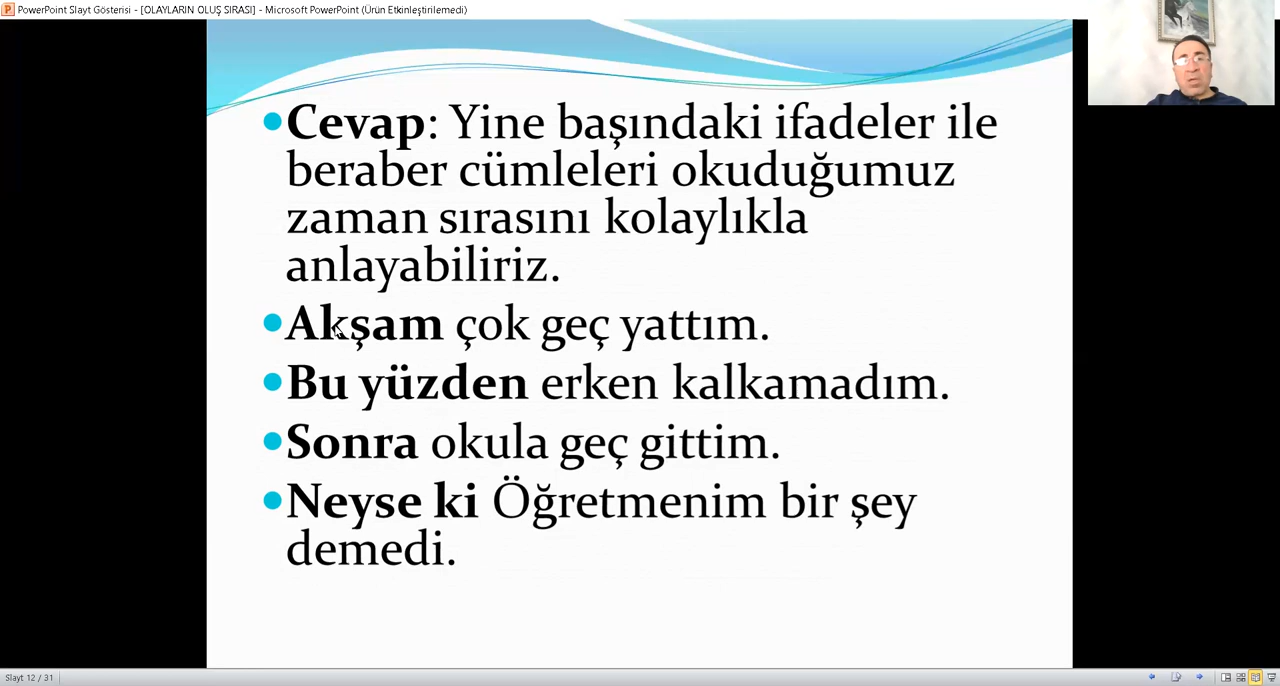 PowerPoint Slayt Gösterisi - [OLAYLARIN OLUŞ SIRASI] - Microsoft PowerPoint (Ürün Etkinleştirilemedi)
Cevap: Yine başındaki ifadeler ile
beraber cümleleri okuduğumuz
zaman sırasını kolaylıkla
anlayabiliriz.
Akşam çok geç yattım.
Bu yüzden erken kalkamadım.
Sonra okula geç gittim.
Neyse ki Öğretmenim bir şey
demedi.
Slayt 12 / 31